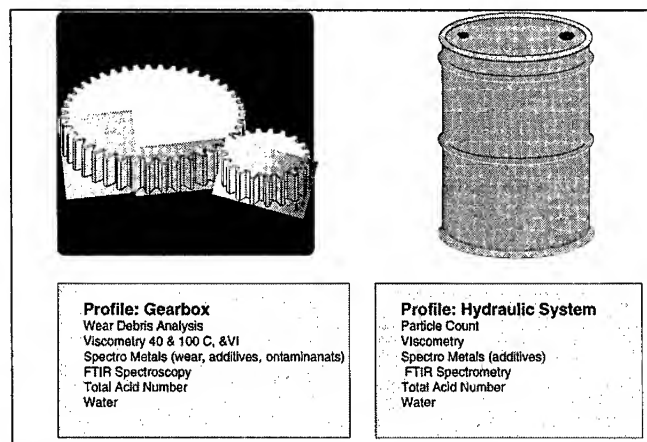 Profile: Gearbox
Wear Debris Analysis
Viscometry 40 & 100 C, &VI
Spectro Metals (wear, additives, ontaminanats)
FTIR Spectroscopy
Total Acid Number
Water
Profile: Hydraulic System
Particle Count
VIscometry
Spectro Metals (additives)
FTIR Spectrometry
Total Acid Number
Water